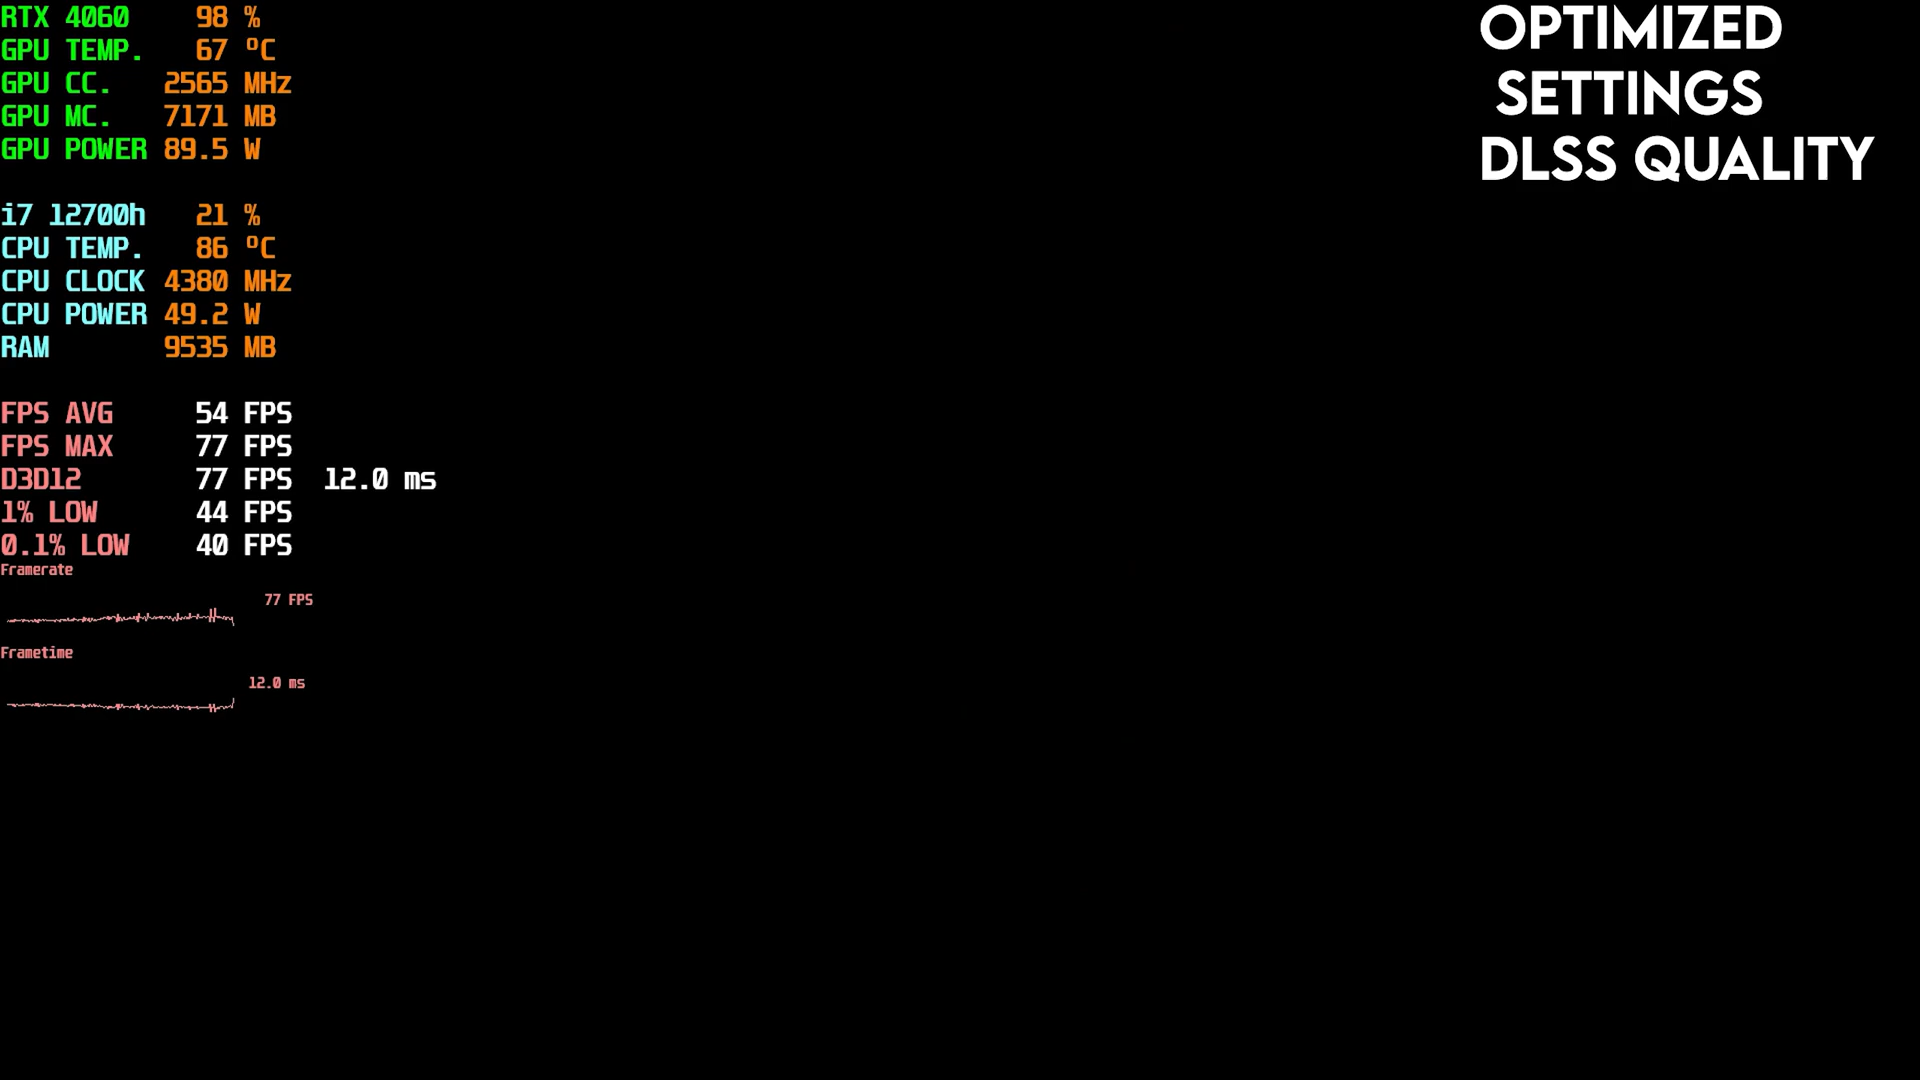 RTX 4060 98 %
GPU TEMP. 67 ºC
GPU CC. 2565 MHz
GPU MC. 7171 MB
GPU POWER 89.5 W
i7 12700h 21 %
CPU TEMP. 86 ºC
CPU CLOCK 4380 MHz
CPU POWER 49.2 W
RAM 9535 MB
FPS AVG 54 FPS
FPS MAX 77 FPS
D3D12 77 FPS 12.0 ms
1% LOW 44 FPS
0.1% LOW 40 FPS
Framerate
77 FPS
Frametime
12.0 ms
OPTIMIZED
SETTINGS
DLSS QUALITY